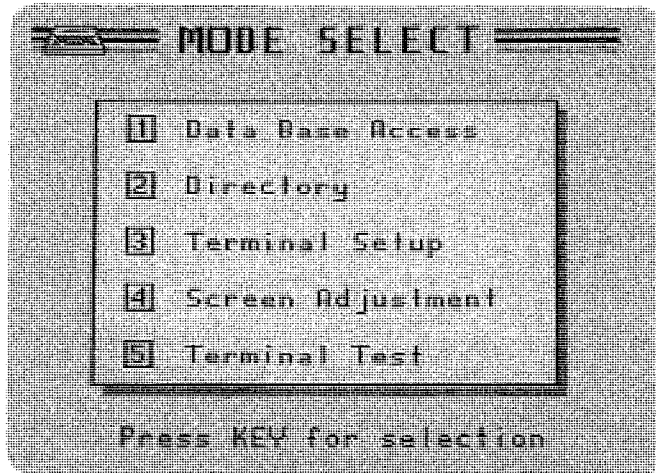 MODE SELECT
1 Data Base Access
2 Directory
3 Terminal Setup
4 Screen Adjustment
5 Terminal Test
Press KEY for selection